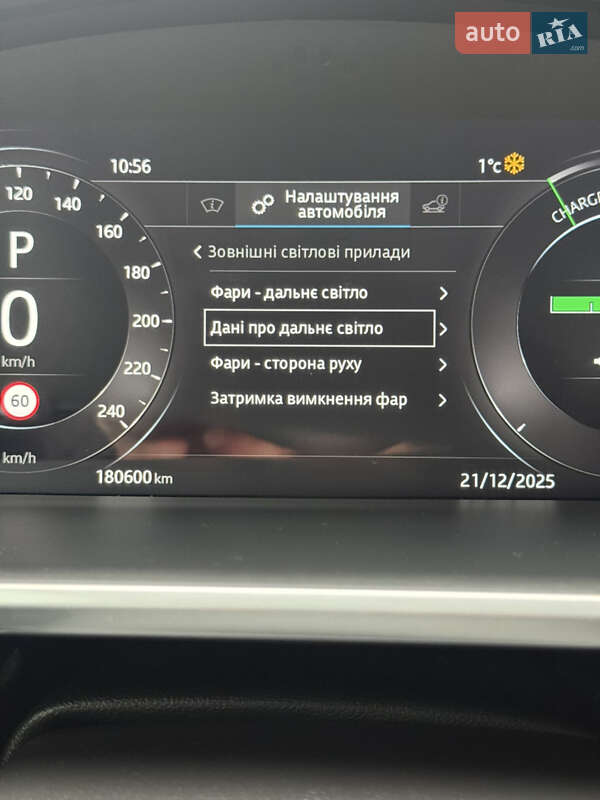 auto RIA .com
10:56
1°c
120
140
160
180
200
220
240
P
0
km/h
60
km/h
Налаштування
автомобіля
Зовнішні світлові прилади
Фари - дальнє світло
Дані про дальнє світло
Фари - сторона руху
Затримка вимкнення фар
CHARGE
180600 km
21/12/2025